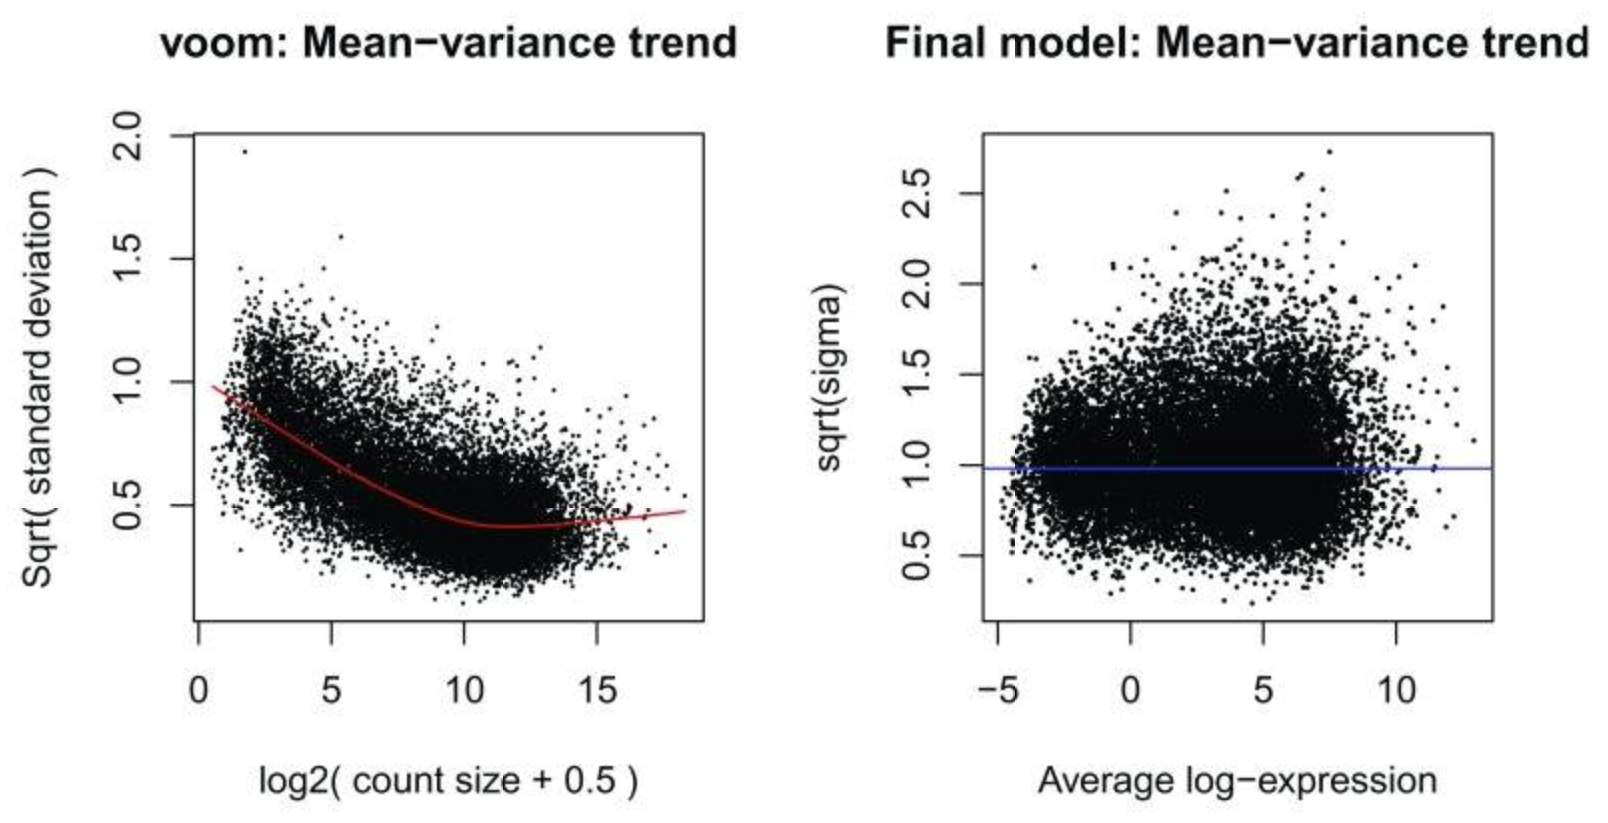 voom: Mean−variance trend
Sqrt( standard deviation )
2.0
1.5
1.0
0.5
0 5 10 15
log2( count size + 0.5 )
Final model: Mean−variance trend
sqrt(sigma)
2.5
2.0
1.5
1.0
0.5
−5 0 5 10
Average log−expression